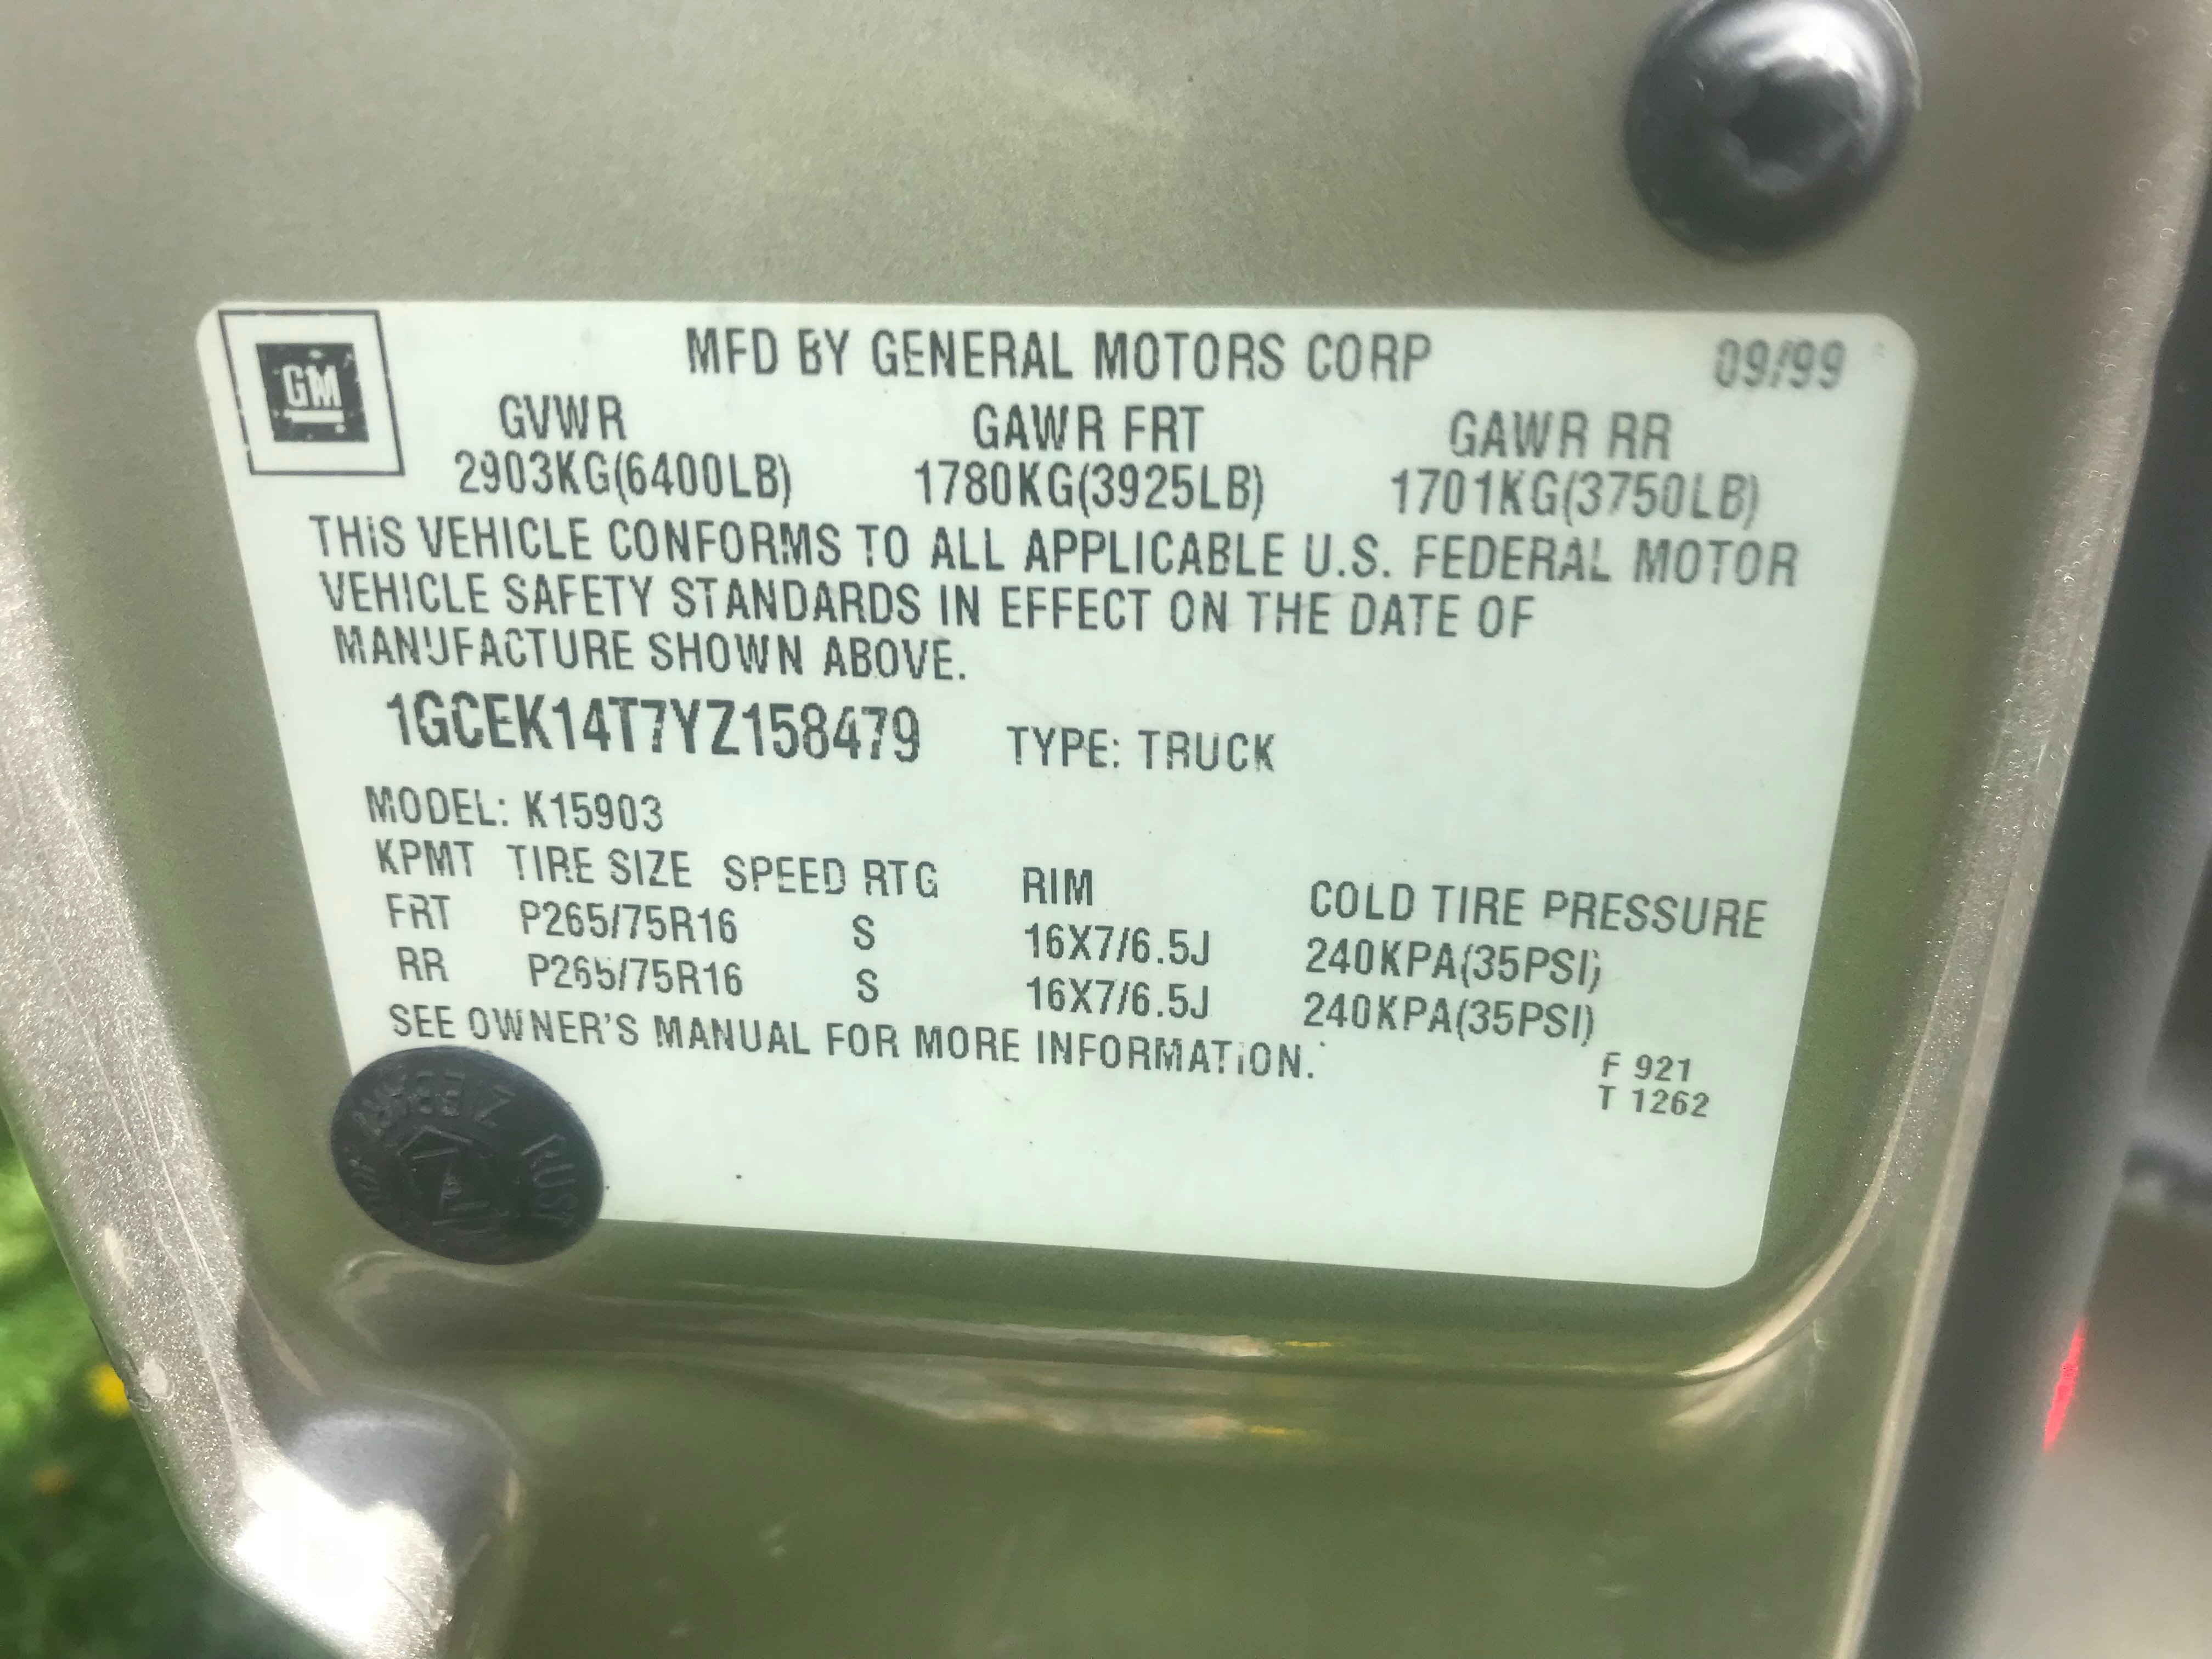 GM
MFD BY GENERAL MOTORS CORP 09/99
GVWR GAWR FRT GAWR RR
2903KG(6400LB) 1780KG(3925LB) 1701KG(3750LB)
THIS VEHICLE CONFORMS TO ALL APPLICABLE U.S. FEDERAL MOTOR
VEHICLE SAFETY STANDARDS IN EFFECT ON THE DATE OF
MANUFACTURE SHOWN ABOVE.
1GCEK14T7YZ158479 TYPE: TRUCK
MODEL: K15903
KPMT TIRE SIZE SPEED RTG RIM COLD TIRE PRESSURE
FRT P265/75R16 S 16X7/6.5J 240KPA(35PSI)
RR P265/75R16 S 16X7/6.5J 240KPA(35PSI)
SEE OWNER'S MANUAL FOR MORE INFORMATION.
F 921
T 1262
ZIEBART
RUST